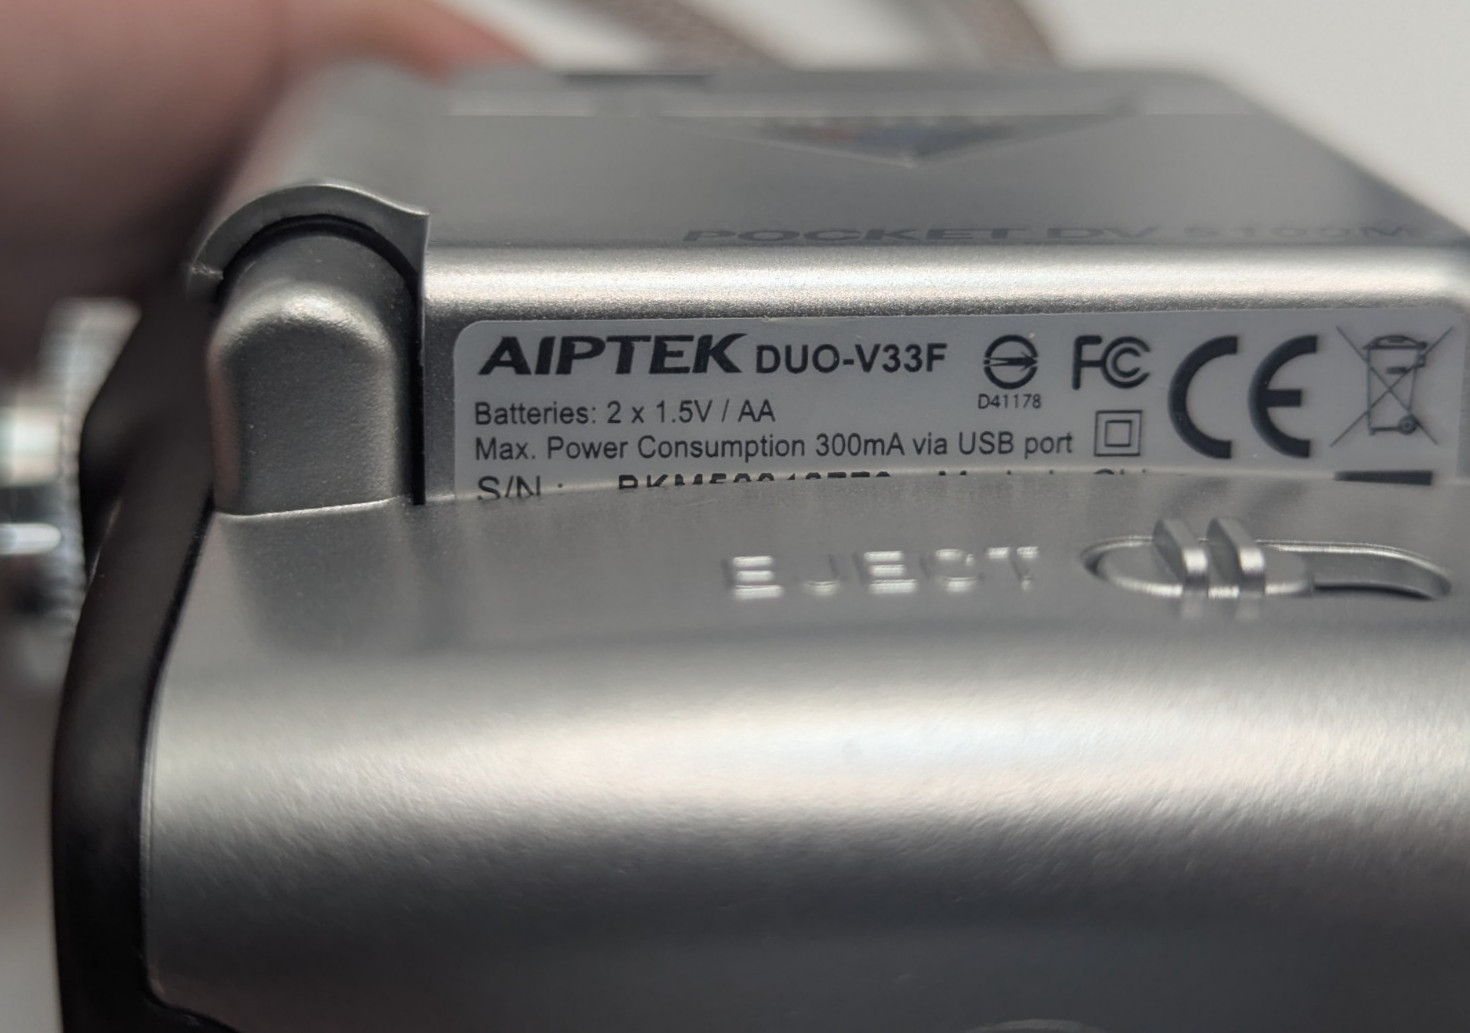 POCKET DV 5100M
AIPTEK DUO-V33F
D41178
FC CE
Batteries: 2 x 1.5V / AA
Max. Power Consumption 300mA via USB port
S/N :
EJECT